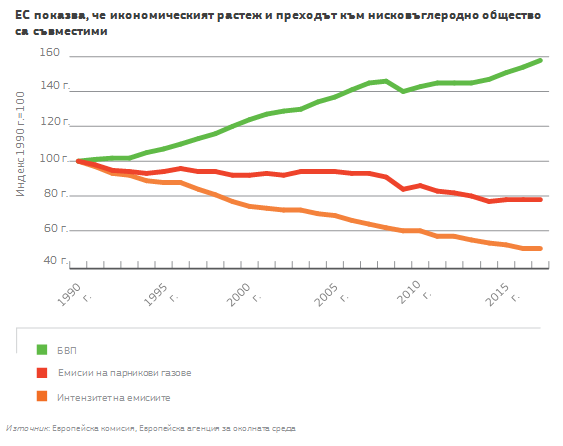 ЕС показва, че икономическият растеж и преходът към нисковъглеродно общество
са съвместими
Индекс 1990 г.=100
160
140 г.
120 г.
100 г.
80 г.
60 г.
40 г.
1990 г.
1995 г.
2000 г.
2005 г.
2010 г.
2015 г.
БВП
Емисии на парникови газове
Интензитет на емисиите
Източник: Европейска комисия, Европейска агенция за околната среда